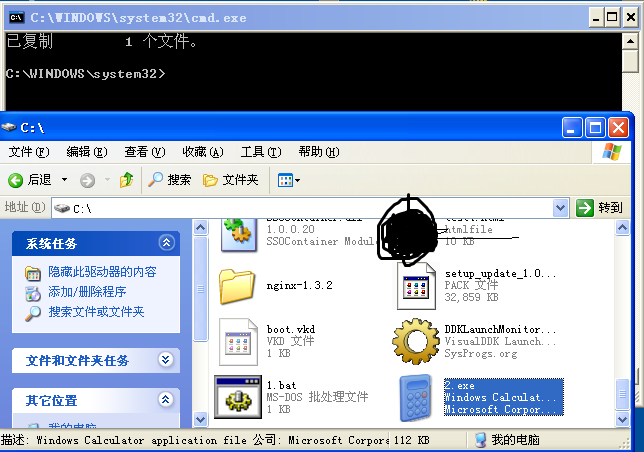 C:\WINDOWS\system32\cmd.exe
已复制 1 个文件。
C:\WINDOWS\system32>
C:\
文件(F) 编辑(E) 查看(V) 收藏(A) 工具(T) 帮助(H)
后退 搜索 文件夹
地址(D) C:\ 转到
系统任务
隐藏此驱动器的内容
添加/删除程序
搜索文件或文件夹
文件和文件夹任务
其它位置
我的电脑
SSOContainer.dll
1.0.0.20
SSOContainer Module
htmlfile
10 KB
nginx-1.3.2
setup_update_1.0...
PACK 文件
32,859 KB
boot.vkd
VKD 文件
1 KB
DDKLaunchMonitor...
VisualDDK Launch...
SysProgs.org
1.bat
MS-DOS 批处理文件
1 KB
2.exe
Windows Calculat...
Microsoft Corpor...
描述: Windows Calculator application file 公司: Microsoft Corpora 112 KB 我的电脑